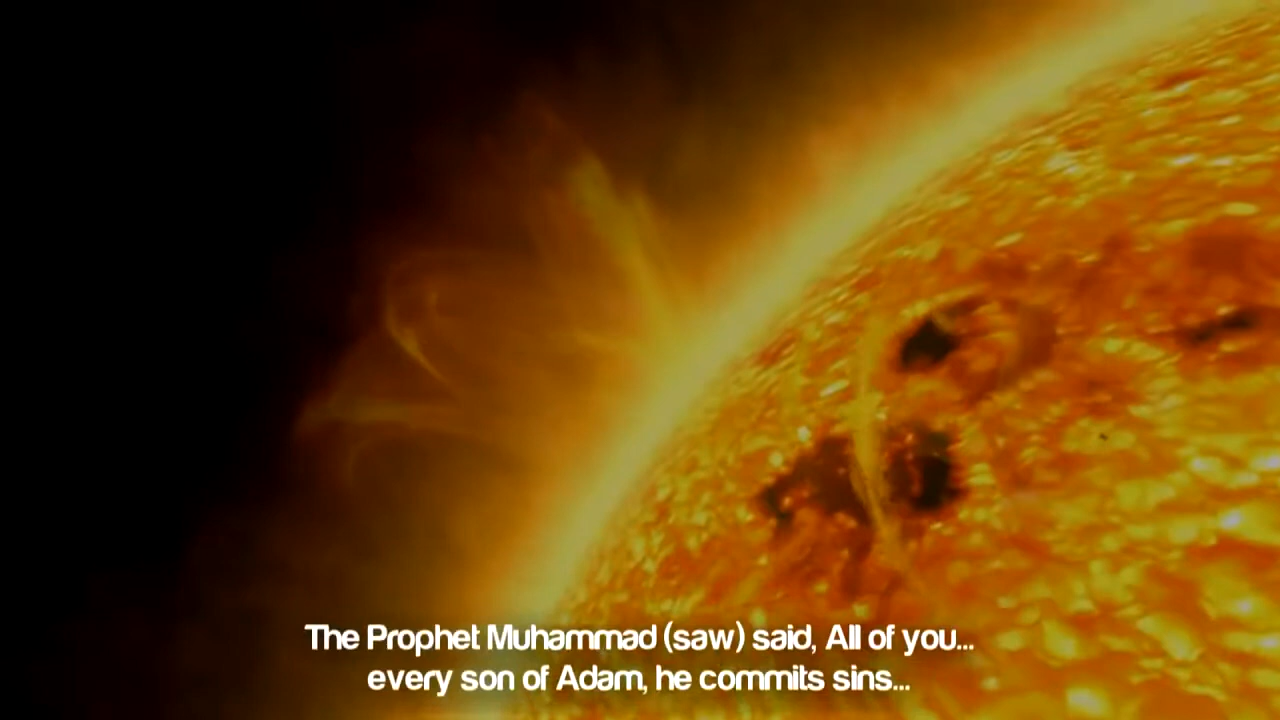 The Prophet Muhammad (saw) said, All of you...
every son of Adam, he commits sins...